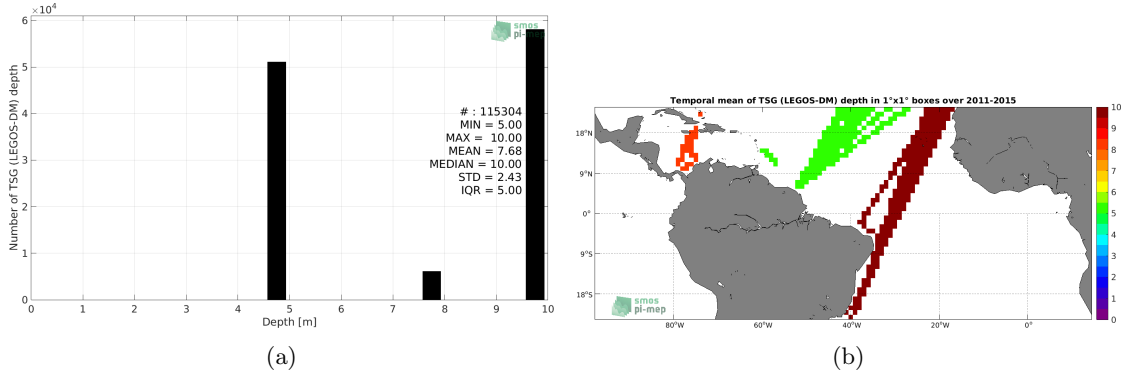 6 ×10⁴
smos
pi-mep
5
4
3
2
1
0
Number of TSG (LEGOS-DM) depth
# : 115304
MIN = 5.00
MAX = 10.00
MEAN = 7.68
MEDIAN = 10.00
STD = 2.43
IQR = 5.00
0 1 2 3 4 5 6 7 8 9 10
Depth [m]
(a)
Temporal mean of TSG (LEGOS-DM) depth in 1°x1° boxes over 2011-2015
18°N
9°N
0°
9°S
18°S
80°W 60°W 40°W 20°W 0°
smos
pi-mep
10
9
8
7
6
5
4
3
2
1
0
(b)